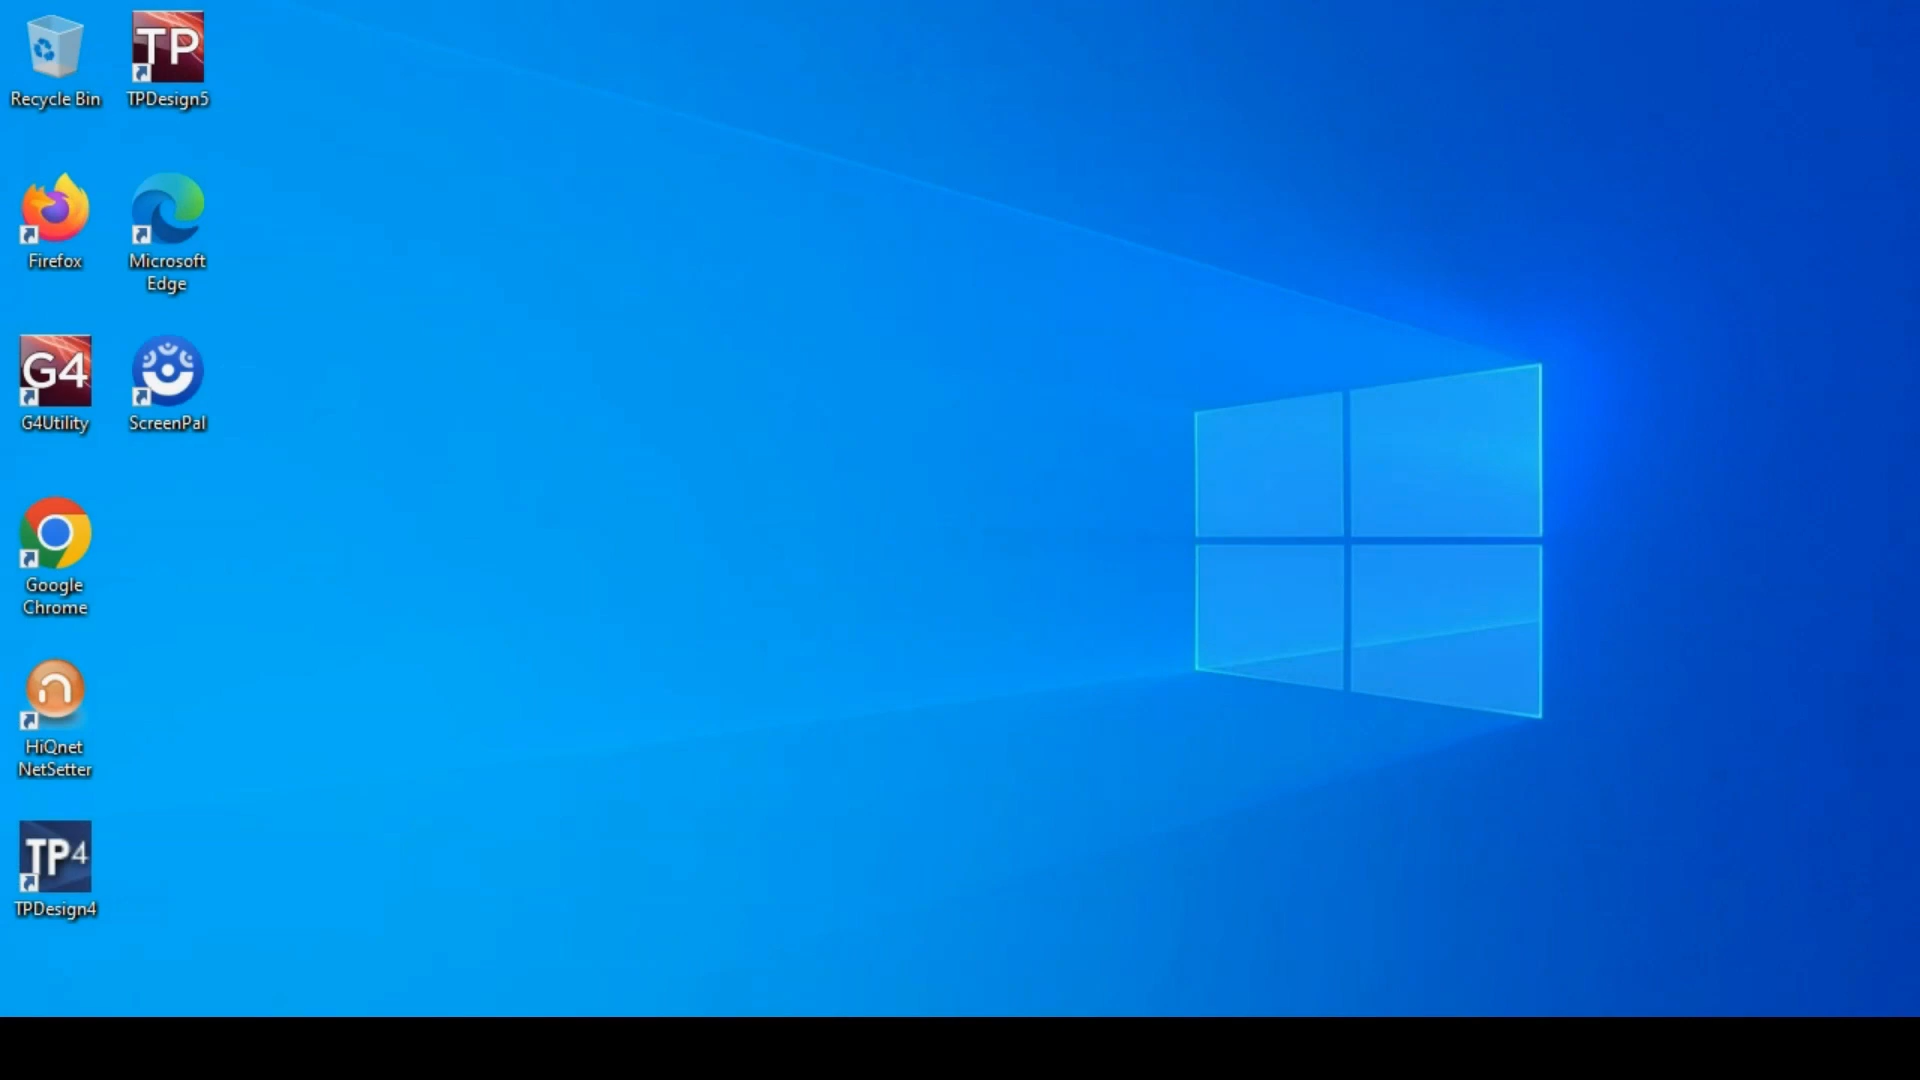 Recycle Bin
TP
TPDesign5
Firefox
Microsoft
Edge
G4
G4Utility
ScreenPal
Google
Chrome
HiQnet
NetSetter
TP4
TPDesign4